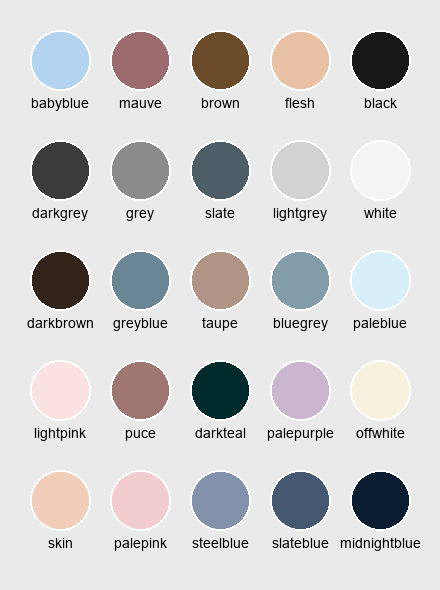 babyblue mauve brown flesh black
darkgrey grey slate lightgrey white
darkbrown greyblue taupe bluegrey paleblue
lightpink puce darkteal palepurple offwhite
skin palepink steelblue slateblue midnightblue